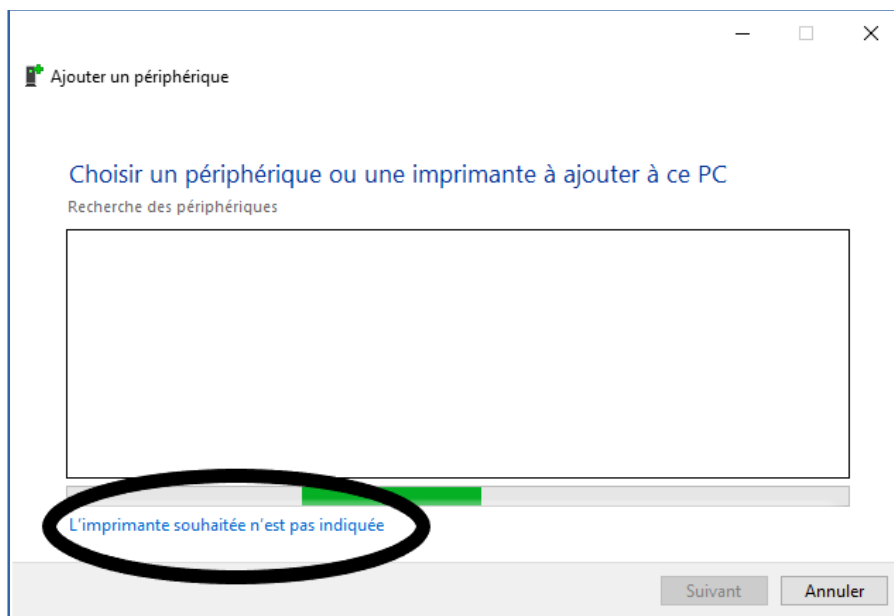 Ajouter un périphérique
Choisir un périphérique ou une imprimante à ajouter à ce PC
Recherche des périphériques
L'imprimante souhaitée n'est pas indiquée
Suivant
Annuler